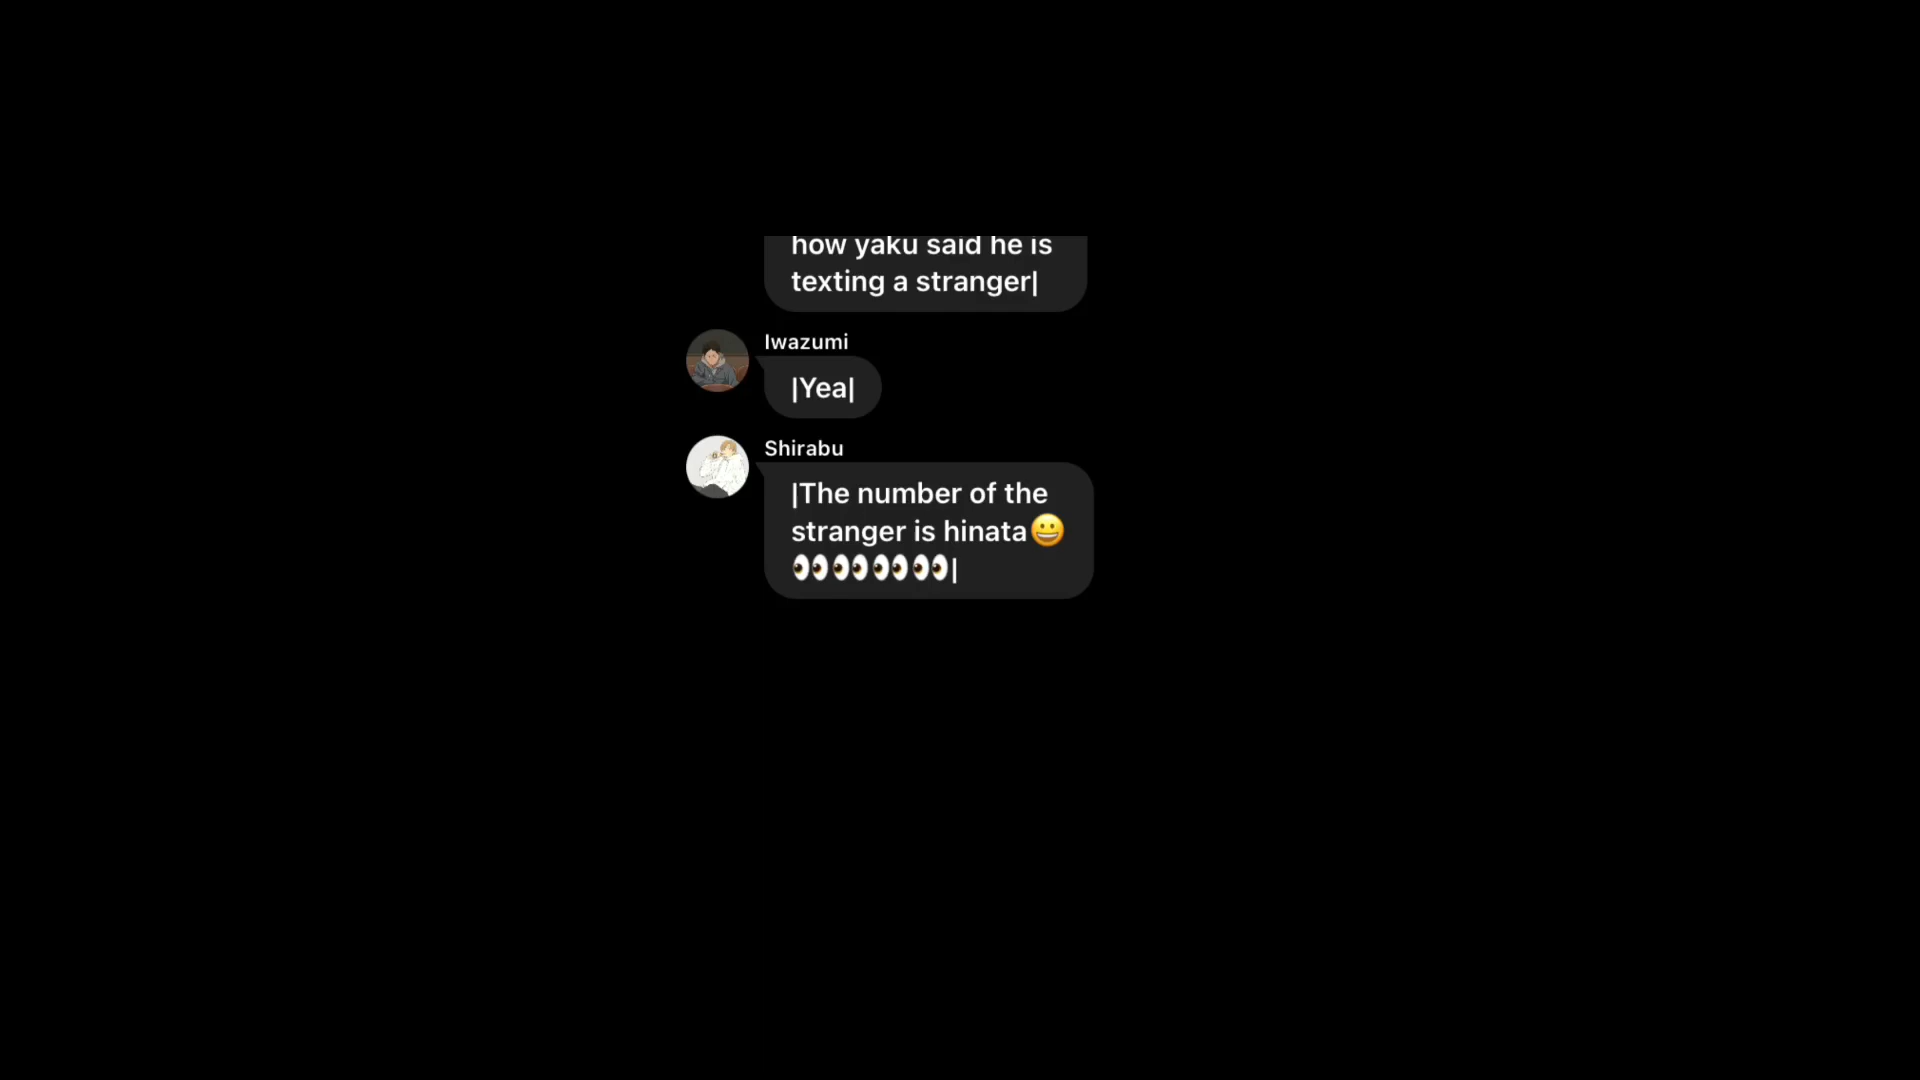 how yaku said he is
texting a stranger|
Iwazumi
|Yea|
Shirabu
|The number of the
stranger is hinata😀
👀👀👀👀|